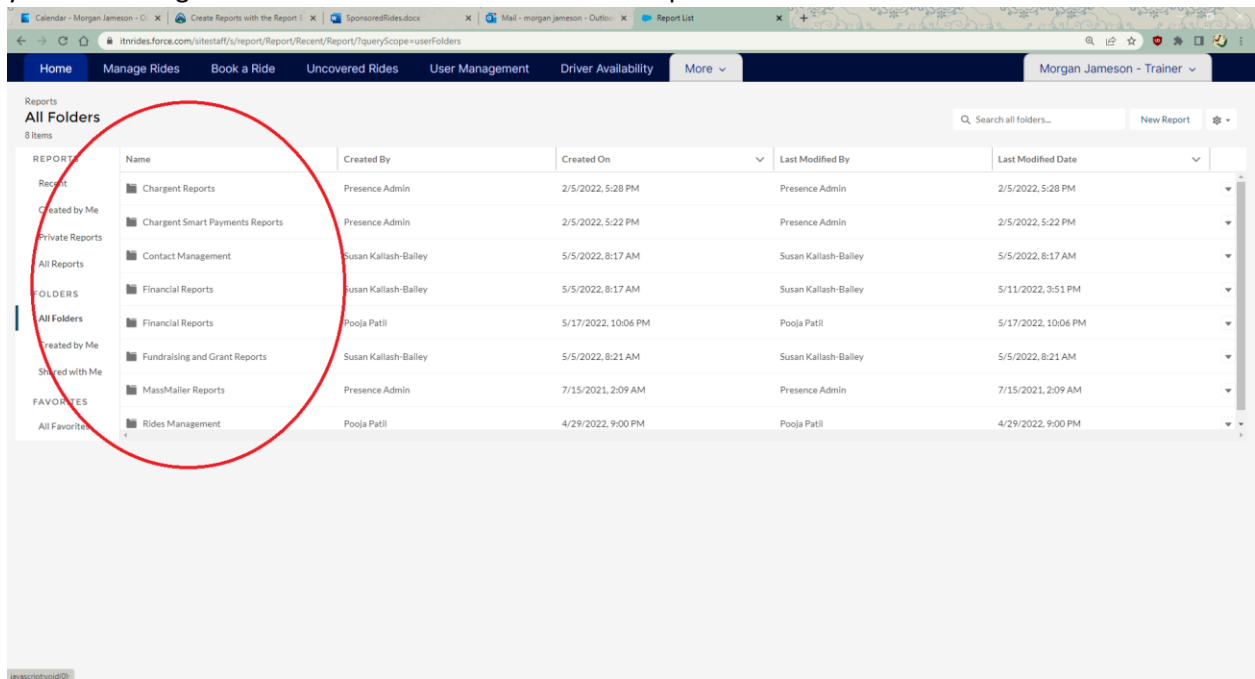 Calendar - Morgan Jameson - O
Create Reports with the Report
SponsoredRides.docx
Mail - morgan jameson - Outloo
Report List
itnrides.force.com/sitestaff/s/report/Report/Recent/Report/?queryScope=userFolders
Home Manage Rides Book a Ride Uncovered Rides User Management Driver Availability More Morgan Jameson - Trainer
Reports
All Folders
8 items
Search all folders... New Report
REPORTS
Recent
Created by Me
Private Reports
All Reports
FOLDERS
All Folders
Created by Me
Shared with Me
FAVORITES
All Favorites
Name Created By Created On Last Modified By Last Modified Date
Chargent Reports Presence Admin 2/5/2022, 5:28 PM Presence Admin 2/5/2022, 5:28 PM
Chargent Smart Payments Reports Presence Admin 2/5/2022, 5:22 PM Presence Admin 2/5/2022, 5:22 PM
Contact Management Susan Kallash-Bailey 5/5/2022, 8:17 AM Susan Kallash-Bailey 5/5/2022, 8:17 AM
Financial Reports Susan Kallash-Bailey 5/5/2022, 8:17 AM Susan Kallash-Bailey 5/11/2022, 3:51 PM
Financial Reports Pooja Patil 5/17/2022, 10:06 PM Pooja Patil 5/17/2022, 10:06 PM
Fundraising and Grant Reports Susan Kallash-Bailey 5/5/2022, 8:21 AM Susan Kallash-Bailey 5/5/2022, 8:21 AM
MassMailer Reports Presence Admin 7/15/2021, 2:09 AM Presence Admin 7/15/2021, 2:09 AM
Rides Management Pooja Patil 4/29/2022, 9:00 PM Pooja Patil 4/29/2022, 9:00 PM
javascript:void(0);